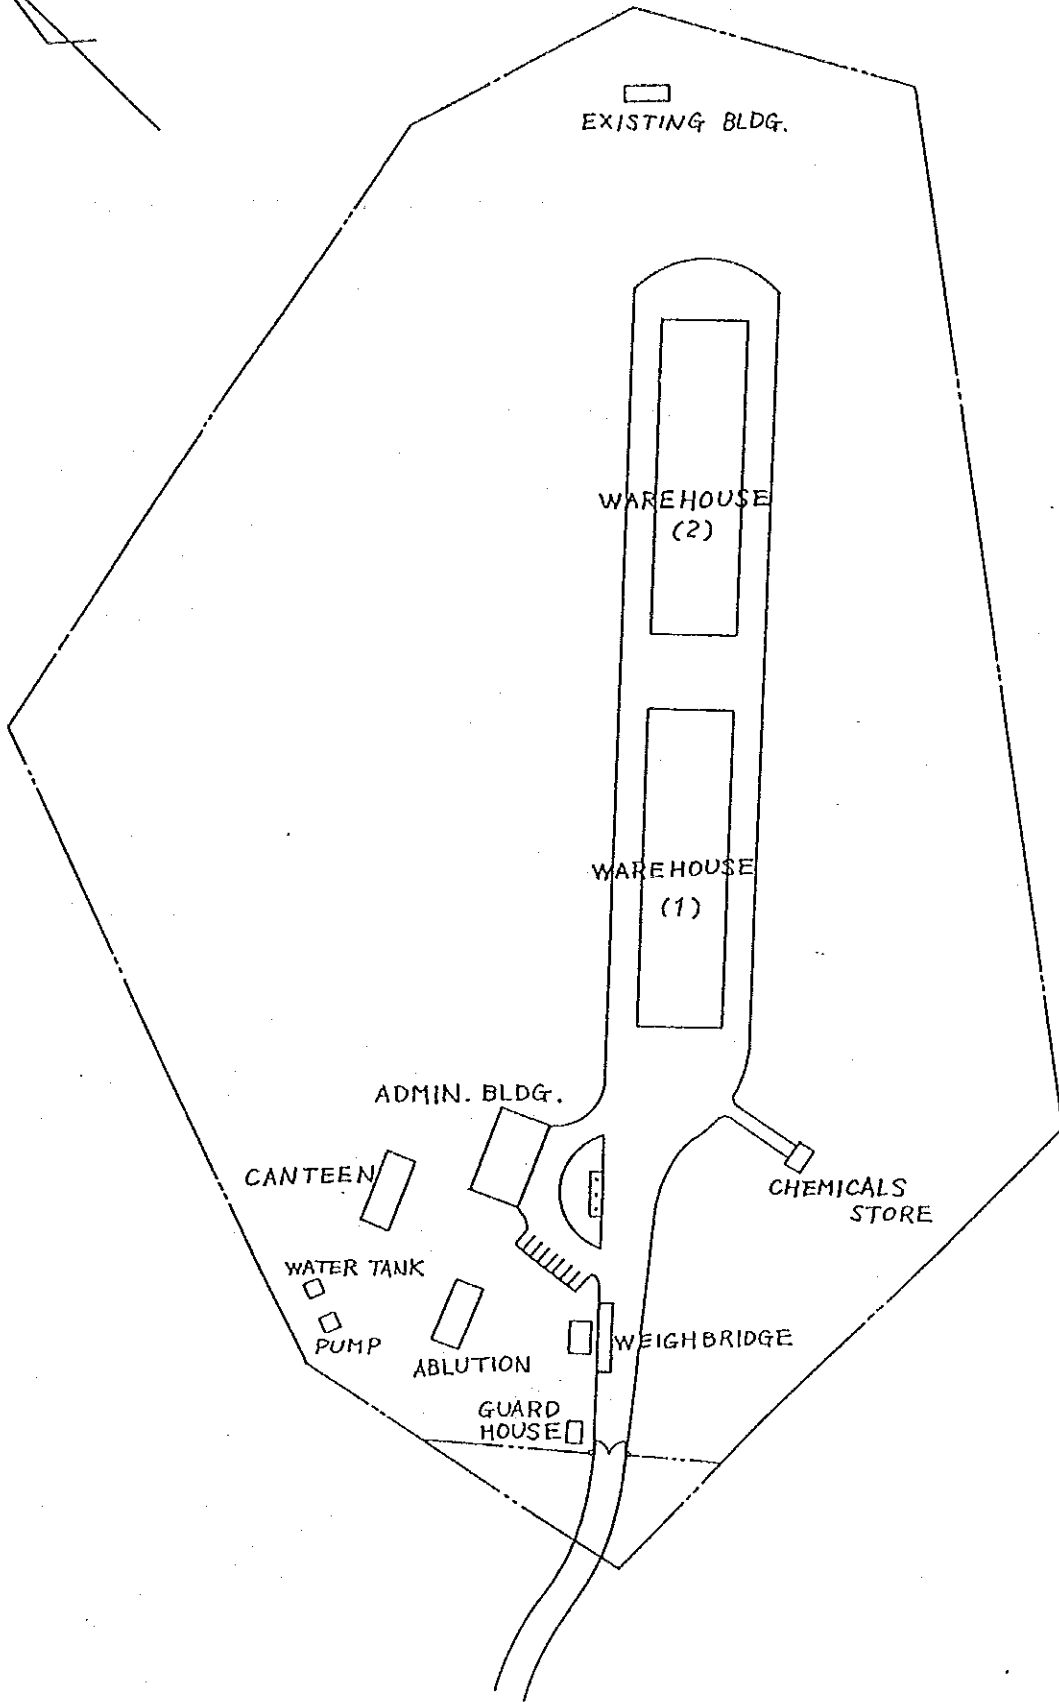 EXISTING BLDG.
WAREHOUSE
(2)
WAREHOUSE
(1)
ADMIN. BLDG.
CANTEEN
CHEMICALS
STORE
WATER TANK
PUMP
ABLUTION
WEIGHBRIDGE
GUARD
HOUSE